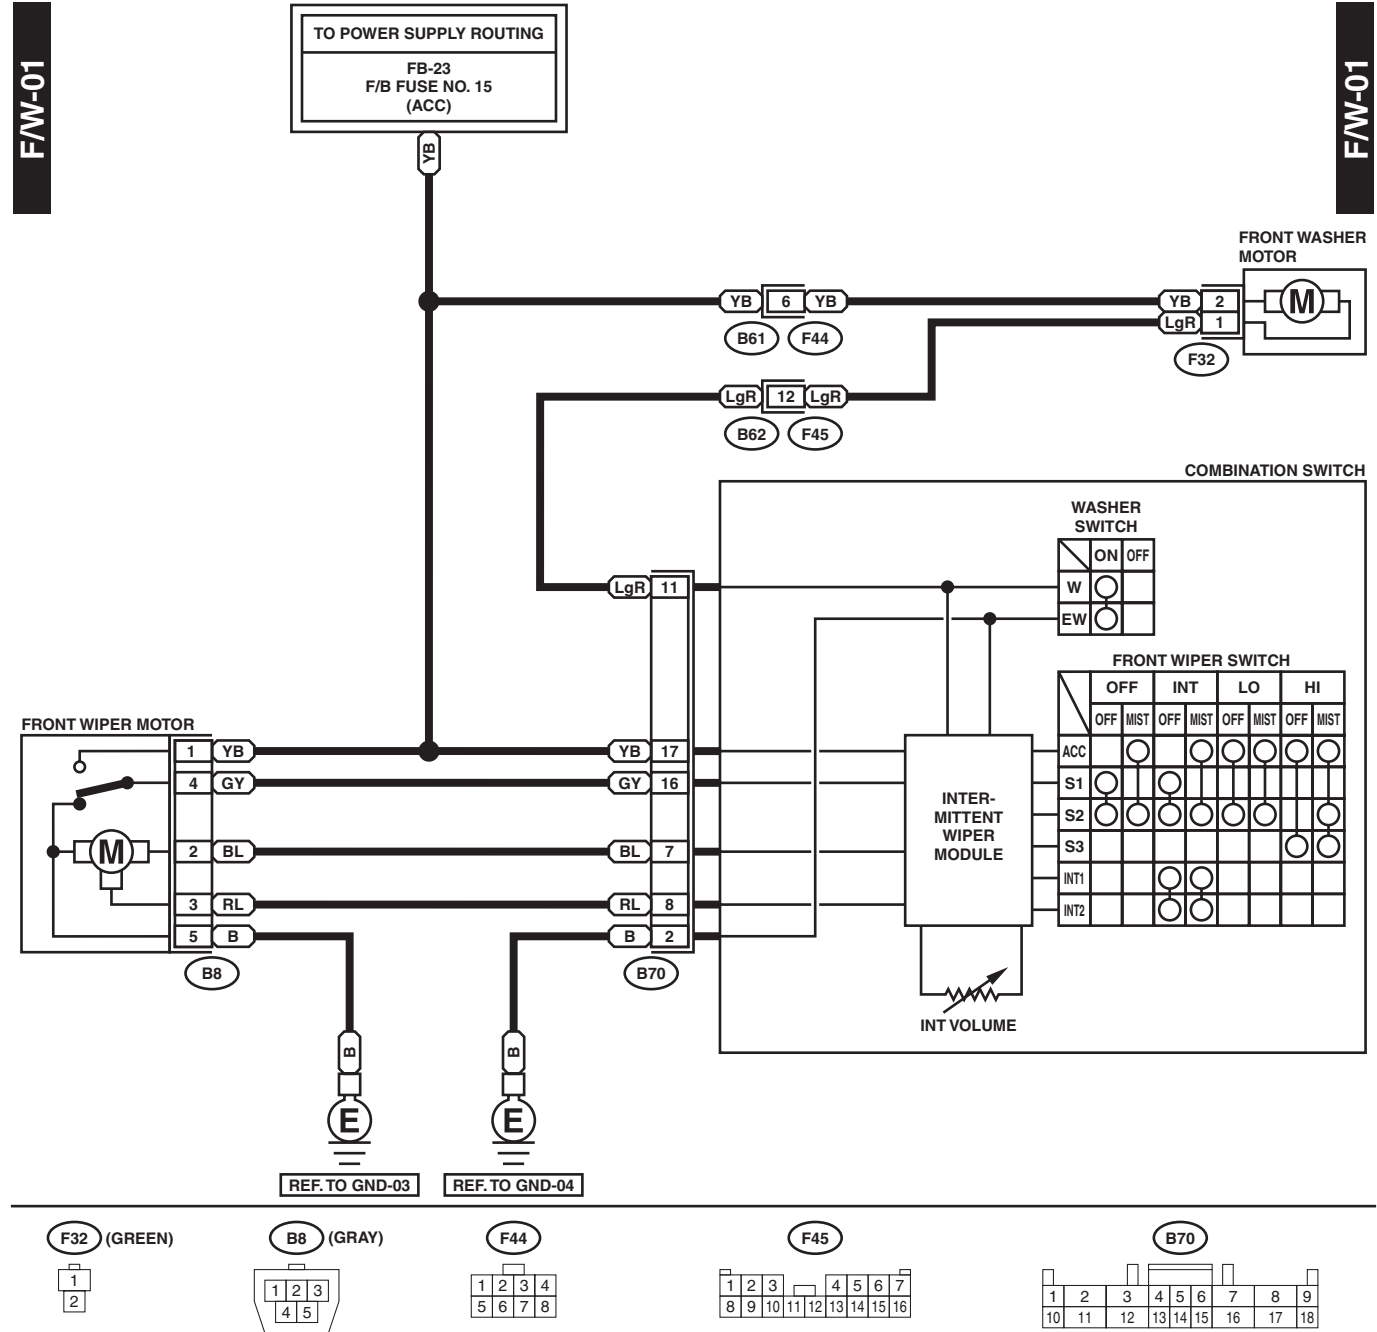 F/W-01
F/W-01
TO POWER SUPPLY ROUTING
FB-23
F/B FUSE NO. 15
(ACC)
YB
FRONT WASHER
MOTOR
YB 6 YB
YB 2
M
LgR 1
B61 F44
F32
LgR 12 LgR
B62 F45
COMBINATION SWITCH
WASHER
SWITCH
ON OFF
LgR 11
W
EW
FRONT WIPER SWITCH
OFF INT LO HI
OFF MIST OFF MIST OFF MIST OFF MIST
FRONT WIPER MOTOR
1 YB
YB 17
ACC
4 GY
GY 16
S1
INTER-
MITTENT
WIPER
MODULE
S2
M
2 BL
BL 7
S3
INT1
3 RL
RL 8
INT2
5 B
B 2
B8
B70
INT VOLUME
B
B
E
E
REF. TO GND-03
REF. TO GND-04
F32 (GREEN)
1
2
B8 (GRAY)
1 2 3
4 5
F44
1 2 3 4
5 6 7 8
F45
1 2 3 4 5 6 7
8 9 10 11 12 13 14 15 16
B70
1 2 3 4 5 6 7 8 9
10 11 12 13 14 15 16 17 18